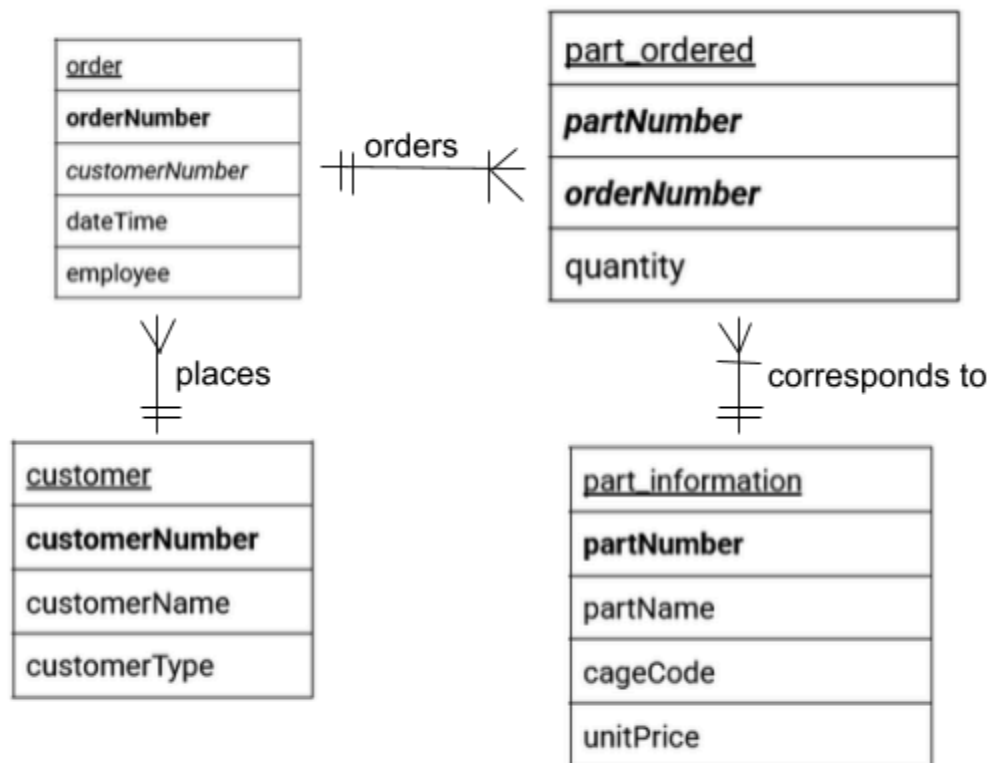 order
orderNumber
customerNumber
dateTime
employee
orders
part_ordered
partNumber
orderNumber
quantity
places
corresponds to
customer
customerNumber
customerName
customerType
part_information
partNumber
partName
cageCode
unitPrice